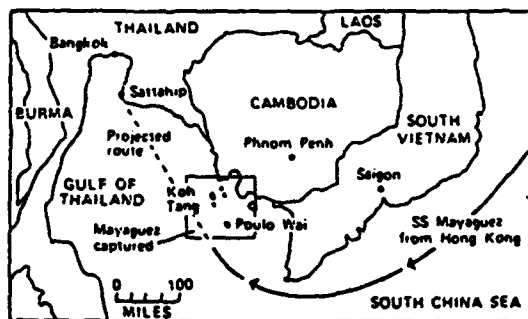 THAILAND
LAOS
Bangkok
Sattahip
BURMA
CAMBODIA
Projected
route
SOUTH
VIETNAM
Phnom Penh
Saigon
GULF OF
THAILAND
Koh
Tang
Mayaguez
captured
Poulo Wai
SS Mayaguez
from Hong Kong
0 100
MILES
SOUTH CHINA SEA